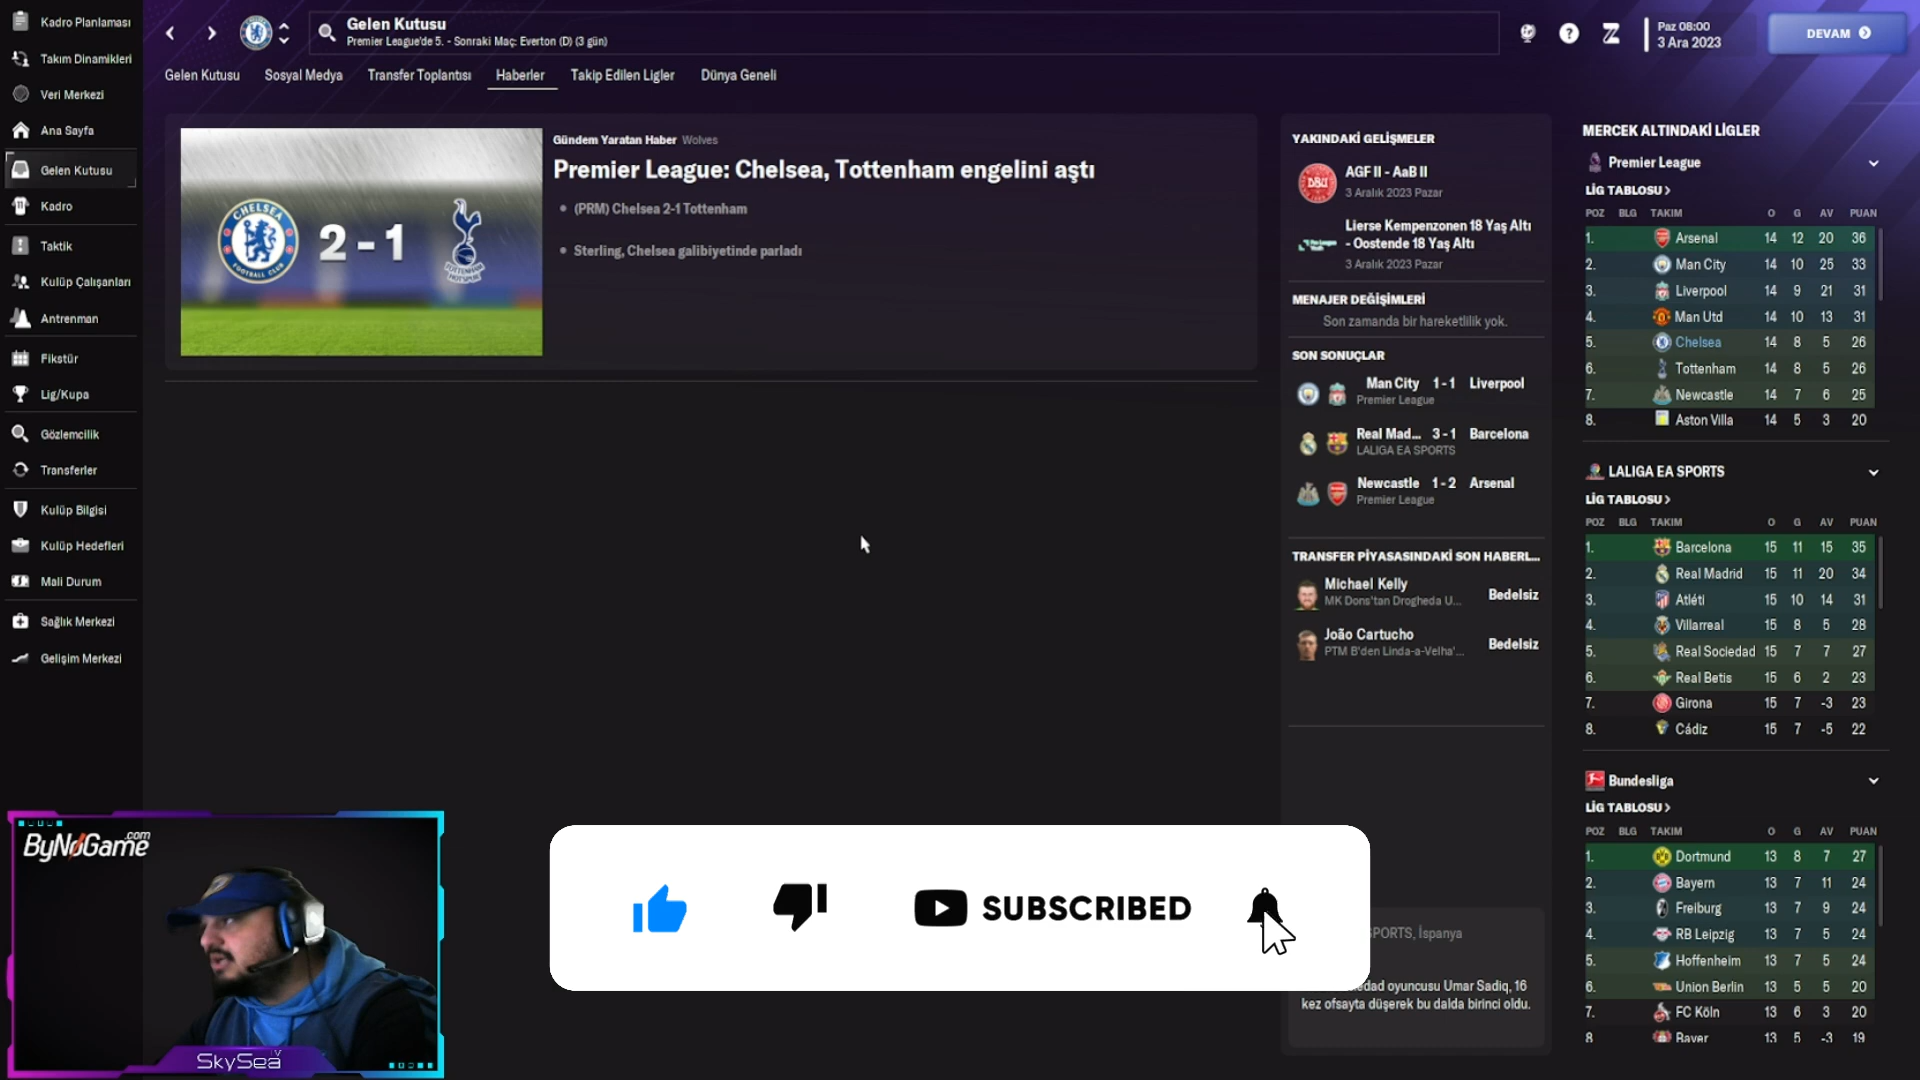 Kadro Planlaması
Takım Dinamikleri
Veri Merkezi
Ana Sayfa
Gelen Kutusu
Kadro
Taktik
Kulüp Çalışanları
Antrenman
Fikstür
Lig/Kupa
Gözlemcilik
Transferler
Kulüp Bilgisi
Kulüp Hedefleri
Mali Durum
Sağlık Merkezi
Gelişim Merkezi
Gelen Kutusu
Premier League'de 5. - Sonraki Maç: Everton (D) (3 gün)
Paz 08:00
3 Ara 2023
DEVAM
Gelen Kutusu Sosyal Medya Transfer Toplantısı Haberler Takip Edilen Ligler Dünya Geneli
CHELSEA
FOOTBALL CLUB
2 - 1
TOTTENHAM
HOTSPUR
Gündem Yaratan Haber Wolves
Premier League: Chelsea, Tottenham engelini aştı
(PRM) Chelsea 2-1 Tottenham
Sterling, Chelsea galibiyetinde parladı
YAKINDAKİ GELİŞMELER
DBU
AGF II - AaB II
3 Aralık 2023 Pazar
Lierse Kempenzonen 18 Yaş Altı
- Oostende 18 Yaş Altı
3 Aralık 2023 Pazar
MENAJER DEĞİŞİMLERİ
Son zamanda bir hareketlilik yok.
SON SONUÇLAR
Man City 1-1 Liverpool
Premier League
Real Mad... 3-1 Barcelona
LALIGA EA SPORTS
Newcastle 1-2 Arsenal
Premier League
TRANSFER PİYASASINDAKİ SON HABERL...
Michael Kelly
MK Dons'tan Drogheda U...
Bedelsiz
João Cartucho
PTM B'den Linda-a-Velha'...
Bedelsiz
PORTS, İspanya
edad oyuncusu Umar Sadiq, 16
kez ofsayta düşerek bu dalda birinci oldu.
MERCEK ALTINDAKİ LİGLER
Premier League
LİG TABLOSU>
POZ BLG TAKIM O G AV PUAN
1. Arsenal 14 12 20 36
2. Man City 14 10 25 33
3. Liverpool 14 9 21 31
4. Man Utd 14 10 13 31
5. Chelsea 14 8 5 26
6. Tottenham 14 8 5 26
7. Newcastle 14 7 6 25
8. Aston Villa 14 5 3 20
LALIGA EA SPORTS
LİG TABLOSU>
POZ BLG TAKIM O G AV PUAN
1. Barcelona 15 11 15 35
2. Real Madrid 15 11 20 34
3. Atléti 15 10 14 31
4. Villarreal 15 8 5 28
5. Real Sociedad 15 7 7 27
6. Real Betis 15 6 2 23
7. Girona 15 7 -3 23
8. Cádiz 15 7 -5 22
Bundesliga
LİG TABLOSU>
POZ BLG TAKIM O G AV PUAN
1. Dortmund 13 8 7 27
2. Bayern 13 7 11 24
3. Freiburg 13 7 9 24
4. RB Leipzig 13 7 5 24
5. Hoffenheim 13 7 5 24
6. Union Berlin 13 5 5 20
7. FC Köln 13 6 3 20
8 Bayer 13 5 -3 19
ByNoGame.com
SkySea TV
SUBSCRIBED